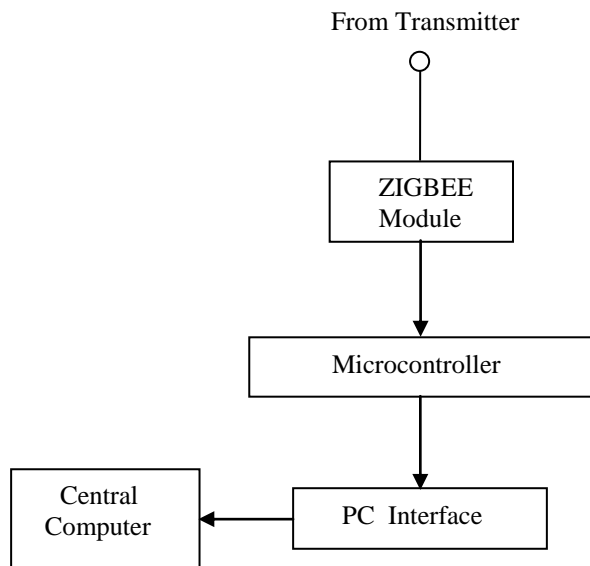 From Transmitter
ZIGBEE
Module
Microcontroller
Central
Computer
PC Interface